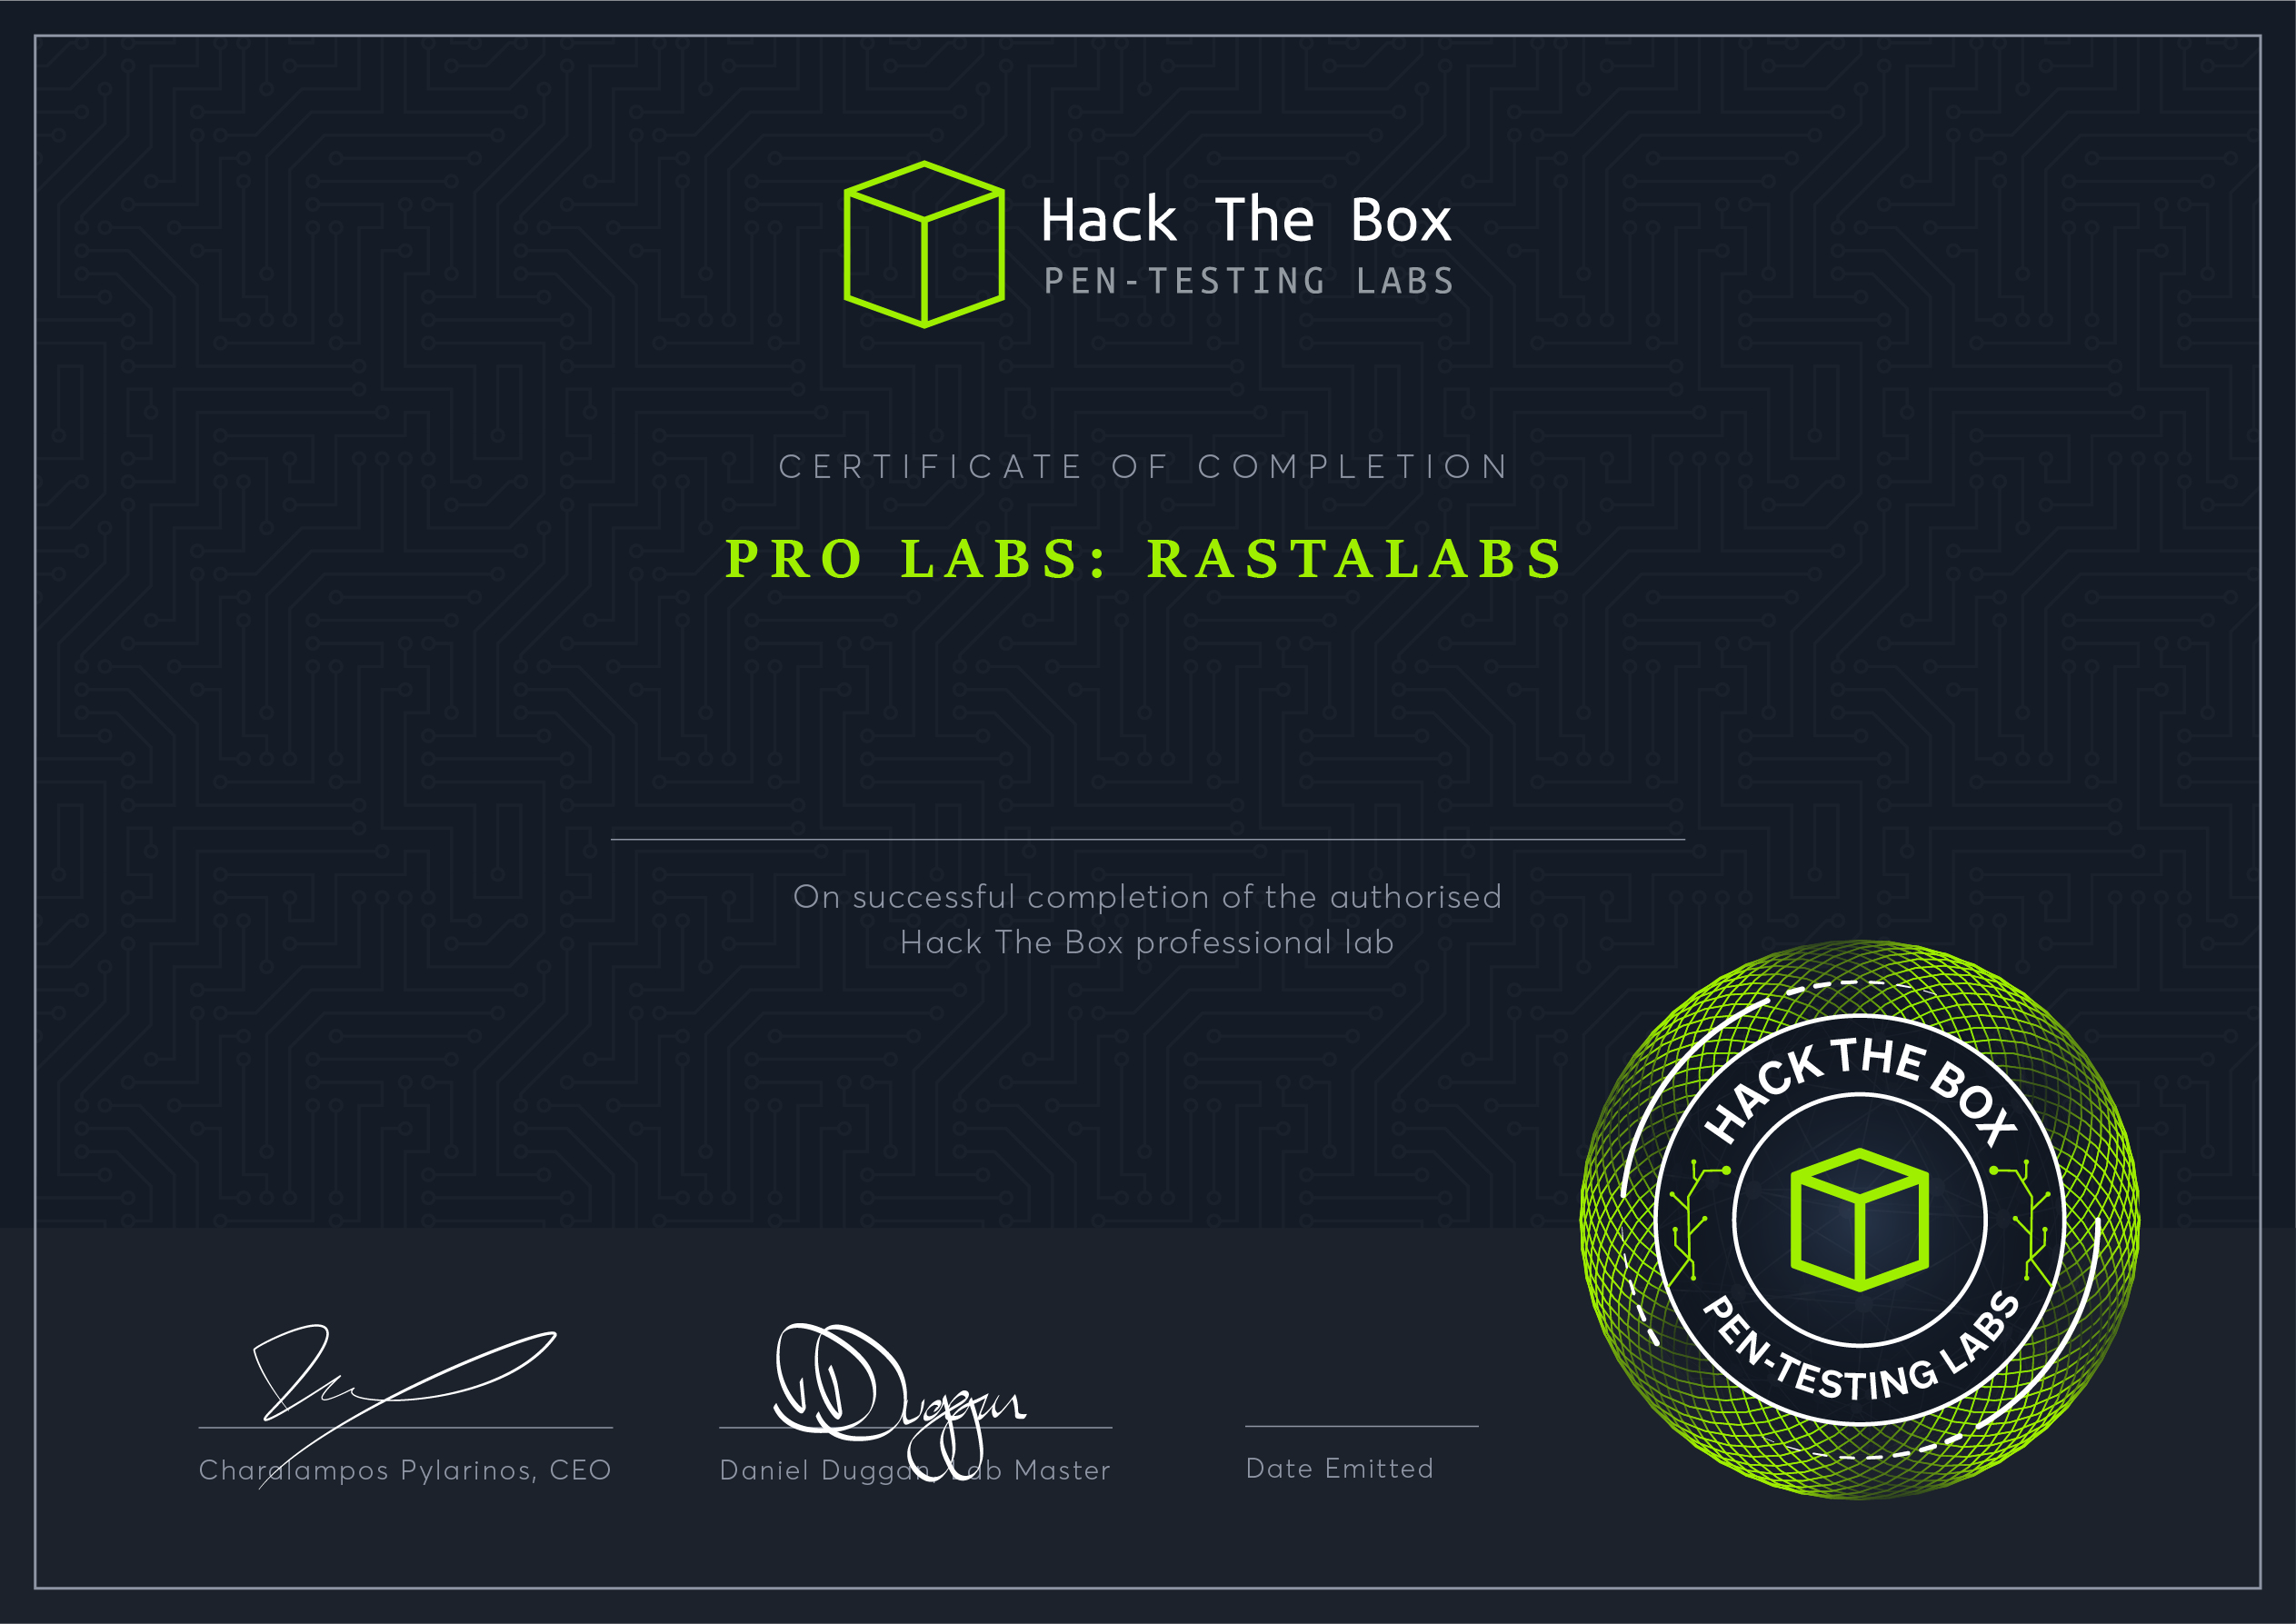 Hack The Box
PEN-TESTING LABS
CERTIFICATE OF COMPLETION
PRO LABS: RASTALABS
On successful completion of the authorised
Hack The Box professional lab
HACK THE BOX
PEN-TESTING LABS
DDuggan
Charalampos Pylarinos, CEO
Daniel Duggan, Lab Master
Date Emitted